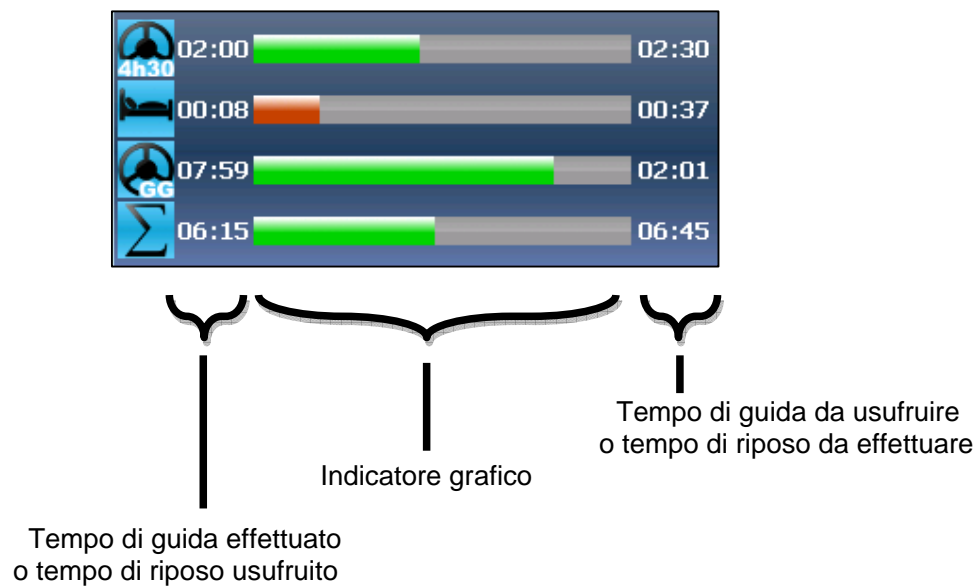 4h30 02:00 02:30
00:08 00:37
GG 07:59 02:01
Σ 06:15 06:45
Tempo di guida da usufruire
o tempo di riposo da effettuare
Indicatore grafico
Tempo di guida effettuato
o tempo di riposo usufruito